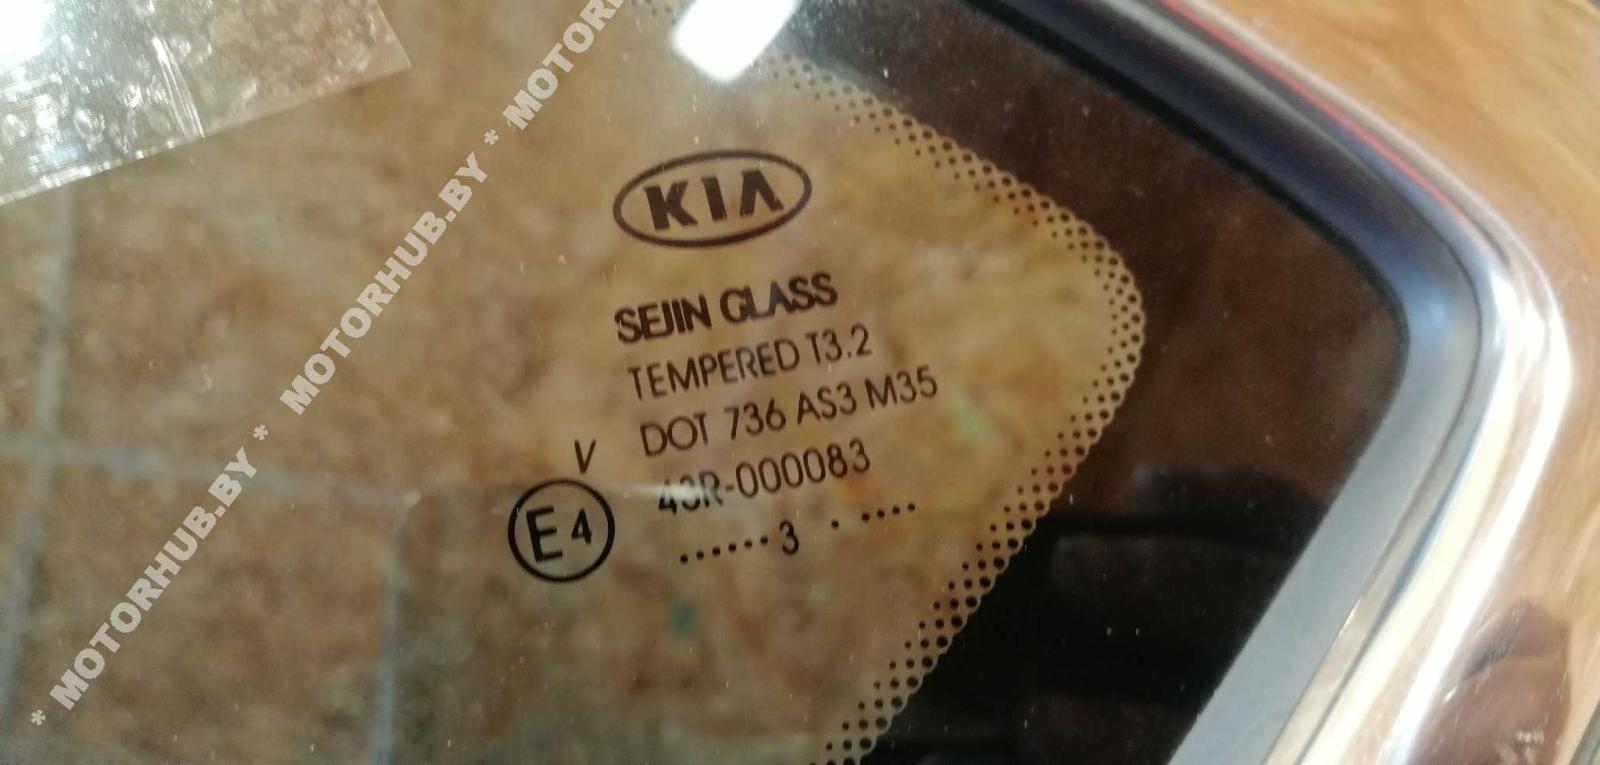 KIA
SEJIN GLASS
TEMPERED T3.2
DOT 736 AS3 M35
V
43R-000083
E4
...... 3 . ....
* MOTORHUB.BY * MOTORHUB.BY * MOTORHUB.BY * MOTORH